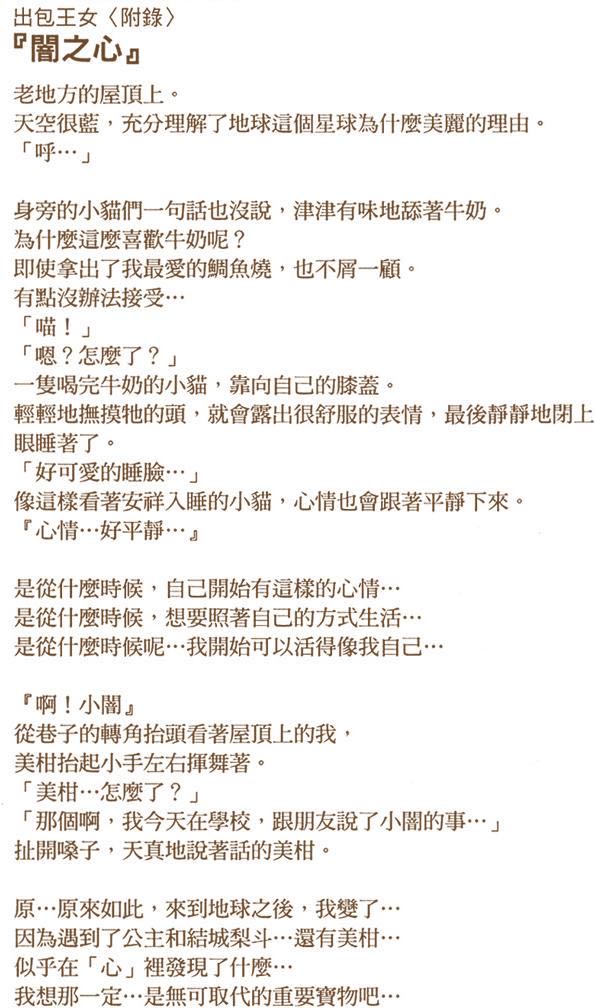 出包王女〈附錄〉
『闇之心』
老地方的屋頂上。
天空很藍，充分理解了地球這個星球為什麼美麗的理由。
「呼…」
身旁的小貓們一句話也沒說，津津有味地舔著牛奶。
為什麼這麼喜歡牛奶呢？
即使拿出了我最愛的鯛魚燒，也不屑一顧。
有點沒辦法接受…
「喵！」
「嗯？怎麼了？」
一隻喝完牛奶的小貓，靠向自己的膝蓋。
輕輕地撫摸牠的頭，就會露出很舒服的表情，最後靜靜地閉上
眼睡著了。
「好可愛的睡臉…」
像這樣看著安祥入睡的小貓，心情也會跟著平靜下來。
『心情…好平靜…』
是從什麼時候，自己開始有這樣的心情…
是從什麼時候，想要照著自己的方式生活…
是從什麼時候呢…我開始可以活得像我自己…
『啊！小闇』
從巷子的轉角抬頭看著屋頂上的我，
美柑抬起小手左右揮舞著。
「美柑…怎麼了？」
「那個啊，我今天在學校，跟朋友說了小闇的事…」
扯開嗓子，天真地說著話的美柑。
原…原來如此，來到地球之後，我變了…
因為遇到了公主和結城梨斗…還有美柑…
似乎在「心」裡發現了什麼…
我想那一定…是無可取代的重要寶物吧…